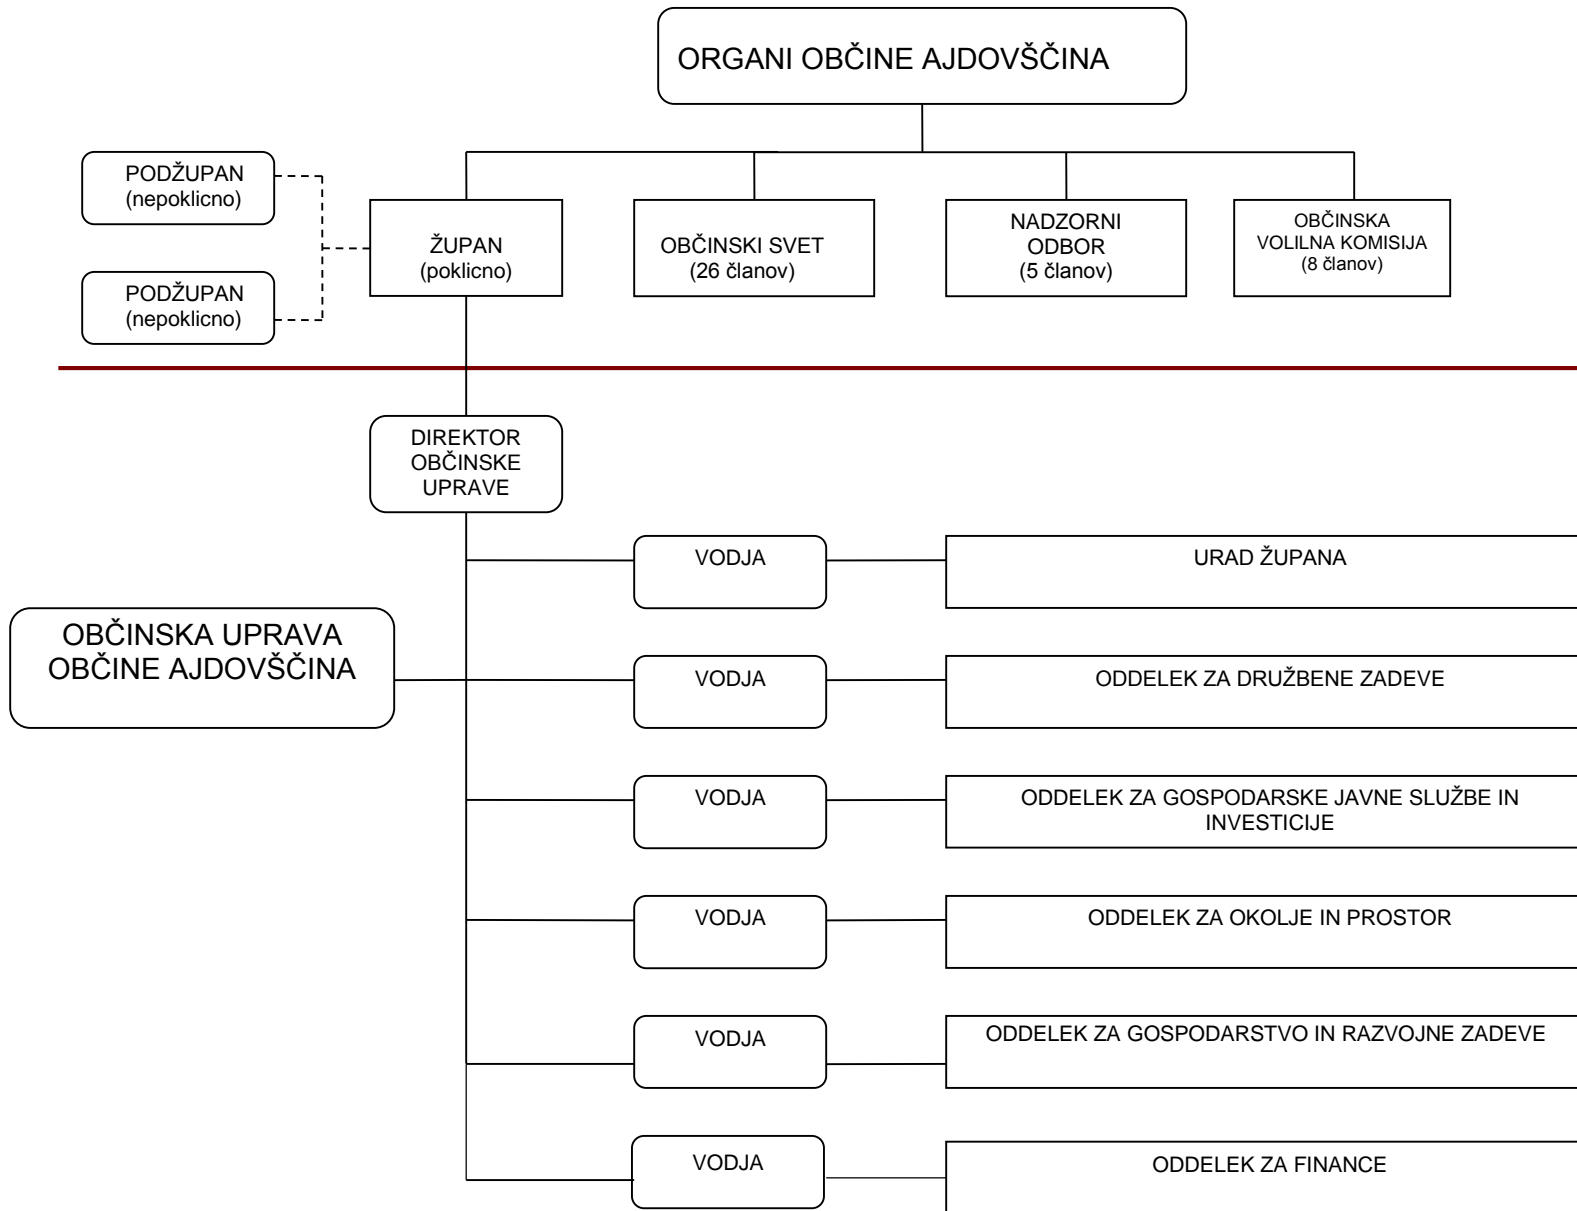 ORGANI OBČINE AJDOVŠČINA
PODŽUPAN
(nepoklicno)
PODŽUPAN
(nepoklicno)
ŽUPAN
(poklicno)
OBČINSKI SVET
(26 članov)
NADZORNI
ODBOR
(5 članov)
OBČINSKA
VOLILNA KOMISIJA
(8 članov)
DIREKTOR
OBČINSKE
UPRAVE
OBČINSKA UPRAVA
OBČINE AJDOVŠČINA
VODJA
URAD ŽUPANA
VODJA
ODDELEK ZA DRUŽBENE ZADEVE
VODJA
ODDELEK ZA GOSPODARSKE JAVNE SLUŽBE IN
INVESTICIJE
VODJA
ODDELEK ZA OKOLJE IN PROSTOR
VODJA
ODDELEK ZA GOSPODARSTVO IN RAZVOJNE ZADEVE
VODJA
ODDELEK ZA FINANCE